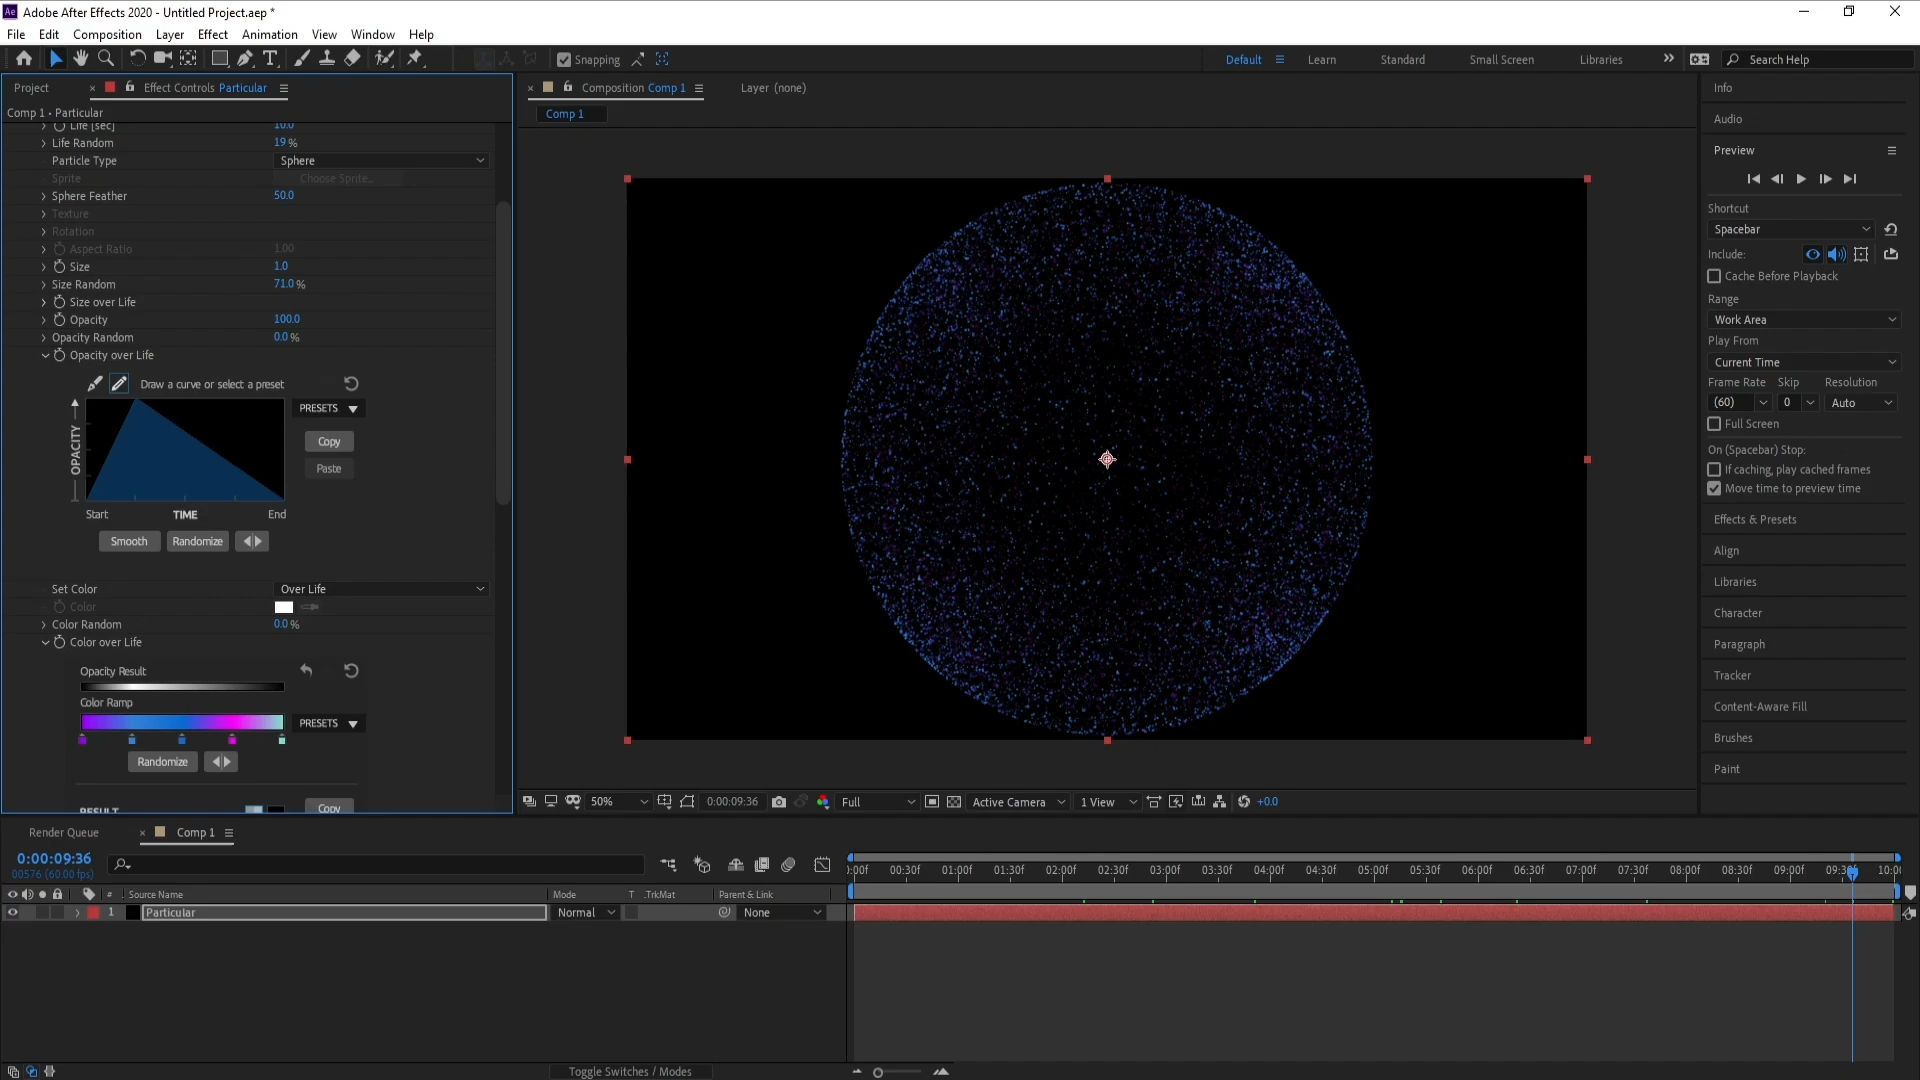 Adobe After Effects 2020 - Untitled Project.aep *
File Edit Composition Layer Effect Animation View Window Help
Snapping
Default Learn Standard Small Screen Libraries
Search Help
Project
Effect Controls Particular
Comp 1 • Particular
Life [sec] 10.0
Life Random 19 %
Particle Type Sphere
Sprite Choose Sprite...
Sphere Feather 50.0
Texture
Rotation
Aspect Ratio 1.00
Size 1.0
Size Random 71.0 %
Size over Life
Opacity 100.0
Opacity Random 0.0 %
Opacity over Life
Draw a curve or select a preset
PRESETS
OPACITY
Copy
Paste
Start TIME End
Smooth Randomize
Set Color Over Life
Color
Color Random 0.0 %
Color over Life
Opacity Result
Color Ramp
PRESETS
Randomize
RESULT Copy
Composition Comp 1
Layer (none)
Comp 1
50% 0:00:09:36 Full Active Camera 1 View +0.0
Info
Audio
Preview
Shortcut
Spacebar
Include:
Cache Before Playback
Range
Work Area
Play From
Current Time
Frame Rate Skip Resolution
(60) 0 Auto
Full Screen
On (Spacebar) Stop:
If caching, play cached frames
Move time to preview time
Effects & Presets
Align
Libraries
Character
Paragraph
Tracker
Content-Aware Fill
Brushes
Paint
Render Queue
Comp 1
0:00:09:36
00576 (60.00 fps)
# Source Name Mode T .TrkMat Parent & Link
1 Particular Normal None
:00f 00:30f 01:00f 01:30f 02:00f 02:30f 03:00f 03:30f 04:00f 04:30f 05:00f 05:30f 06:00f 06:30f 07:00f 07:30f 08:00f 08:30f 09:00f 09:30 10:00
Toggle Switches / Modes